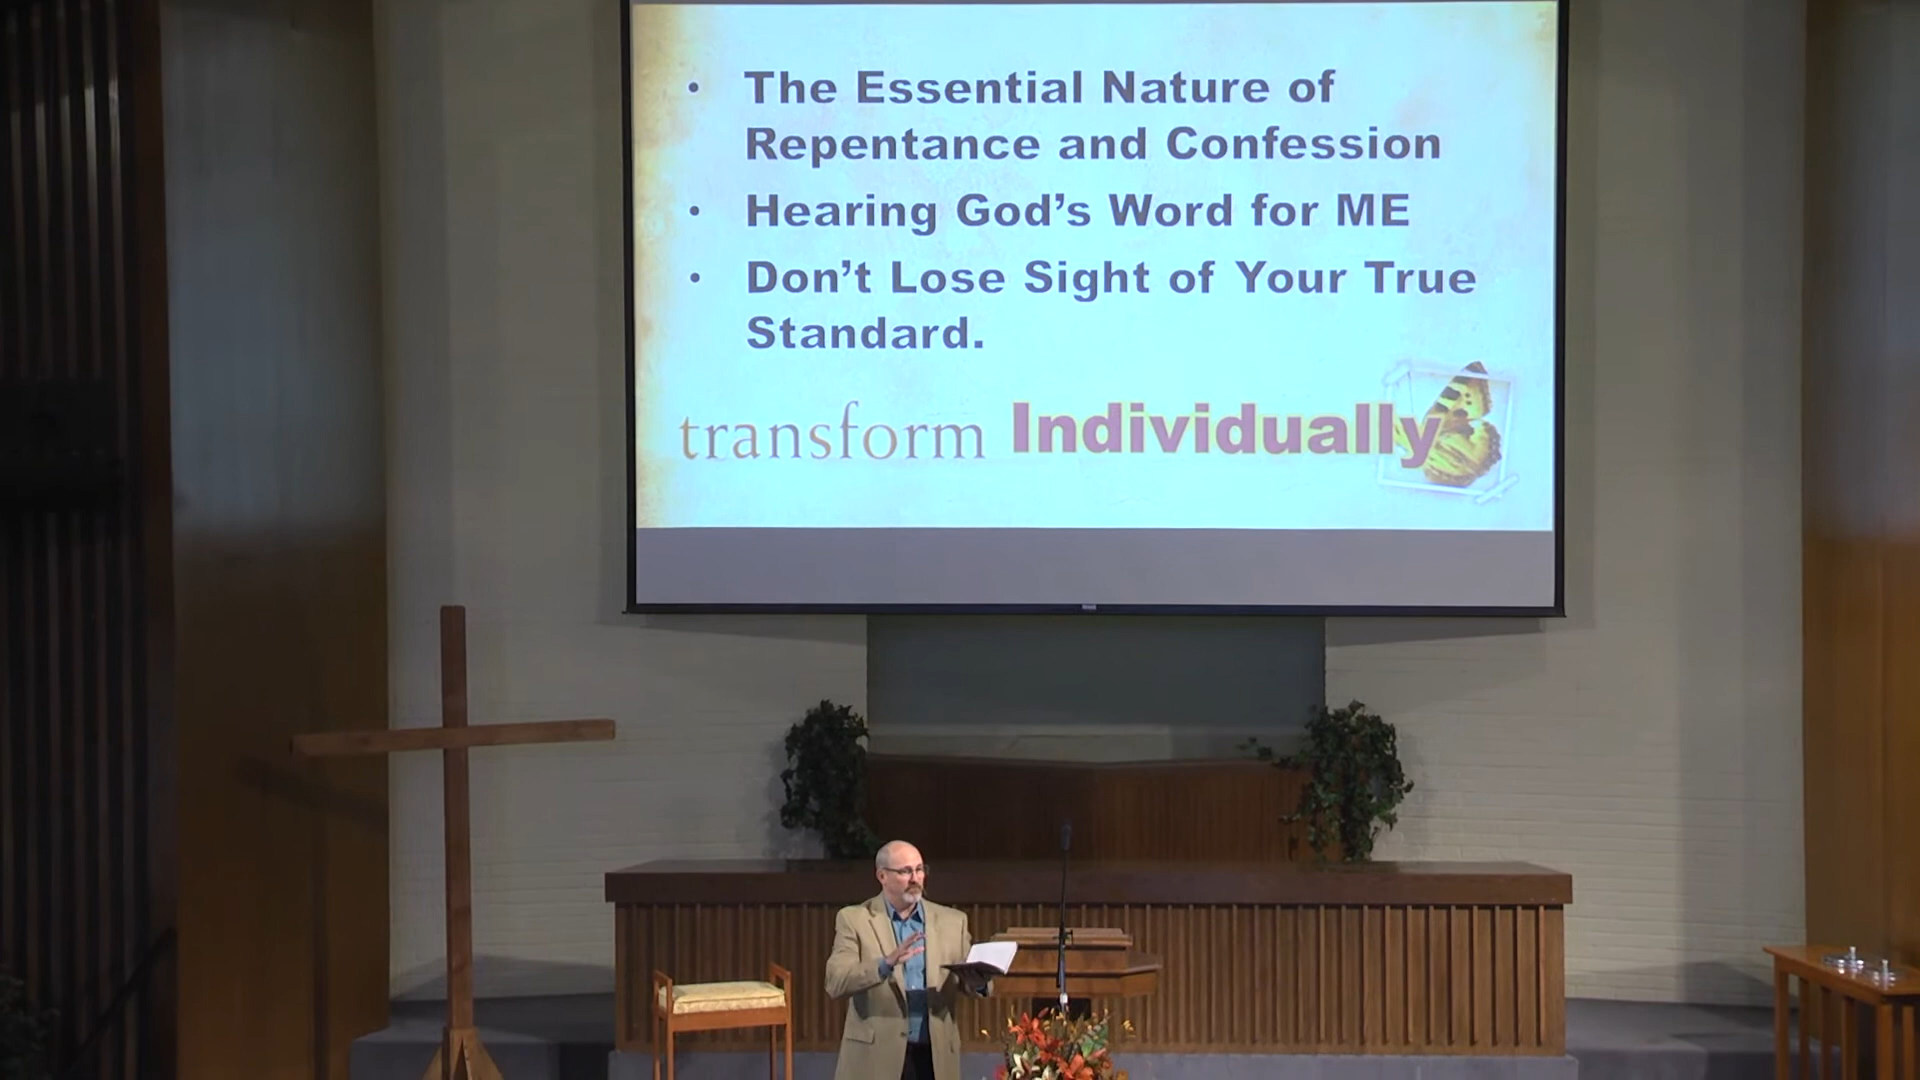 • The Essential Nature of
Repentance and Confession
• Hearing God’s Word for ME
• Don’t Lose Sight of Your True
Standard.
transform Individually